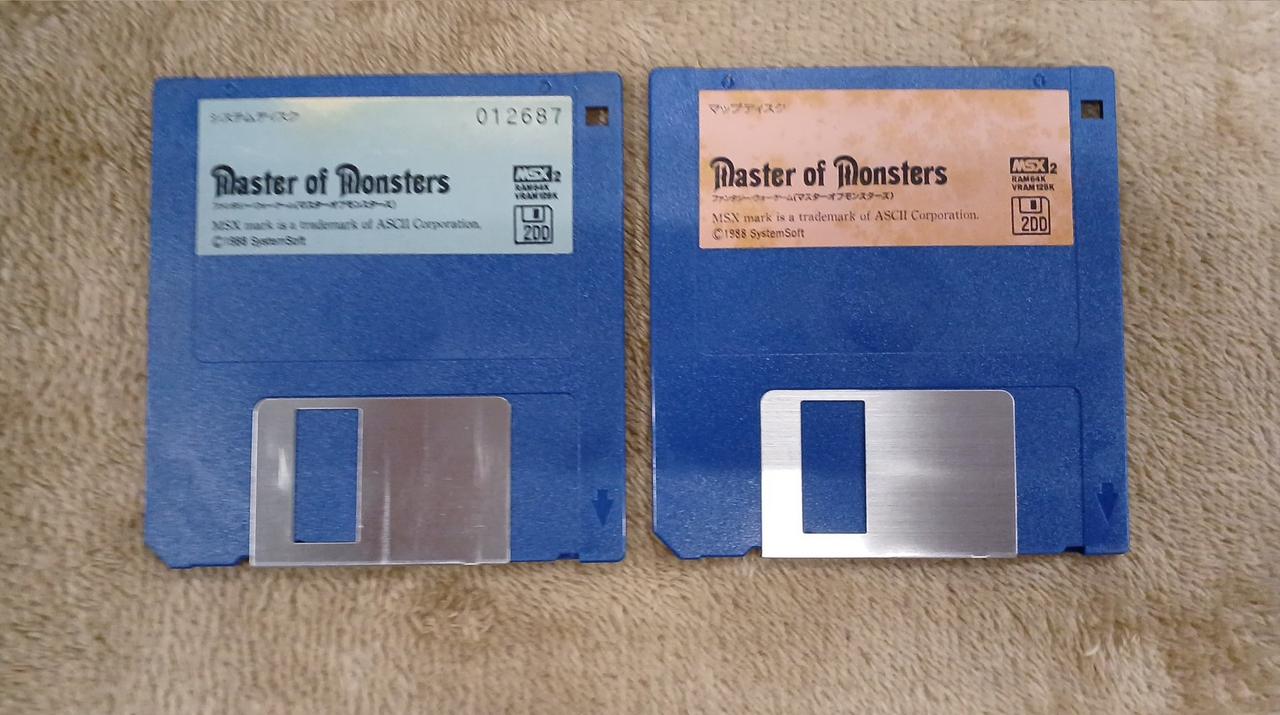 システムディスク
012687
Master of Monsters
ファンタジー・ウォーゲーム(マスターオブモンスターズ)
MSX mark is a trademark of ASCII Corporation.
©1988 SystemSoft
MSX2
RAM64K
VRAM128K
2DD
マップディスク
Master of Monsters
ファンタジー・ウォーゲーム(マスターオブモンスターズ)
MSX mark is a trademark of ASCII Corporation.
©1988 SystemSoft
MSX2
RAM64K
VRAM128K
2DD